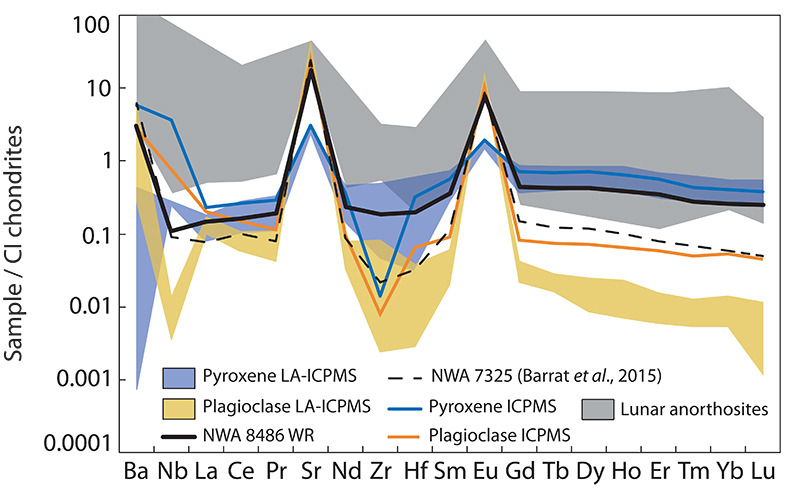 Sample / CI chondrites
100
10
1
0.1
0.01
0.001
0.0001
Pyroxene LA-ICPMS
Plagioclase LA-ICPMS
NWA 8486 WR
NWA 7325 (Barrat et al., 2015)
Pyroxene ICPMS
Plagioclase ICPMS
Lunar anorthosites
Ba Nb La Ce Pr Sr Nd Zr Hf Sm Eu Gd Tb Dy Ho Er Tm Yb Lu